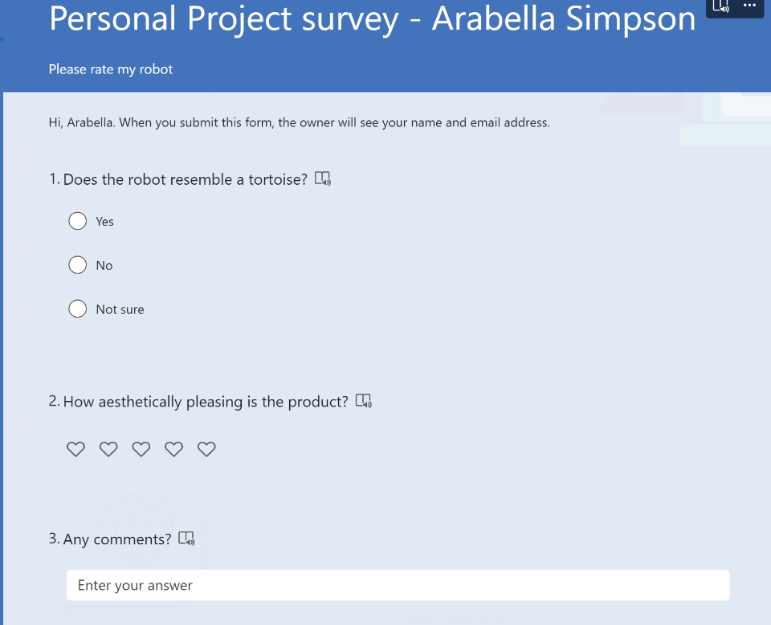 Personal Project survey - Arabella Simpson
Please rate my robot
Hi, Arabella. When you submit this form, the owner will see your name and email address.
1. Does the robot resemble a tortoise?
Yes
No
Not sure
2. How aesthetically pleasing is the product?
3. Any comments?
Enter your answer